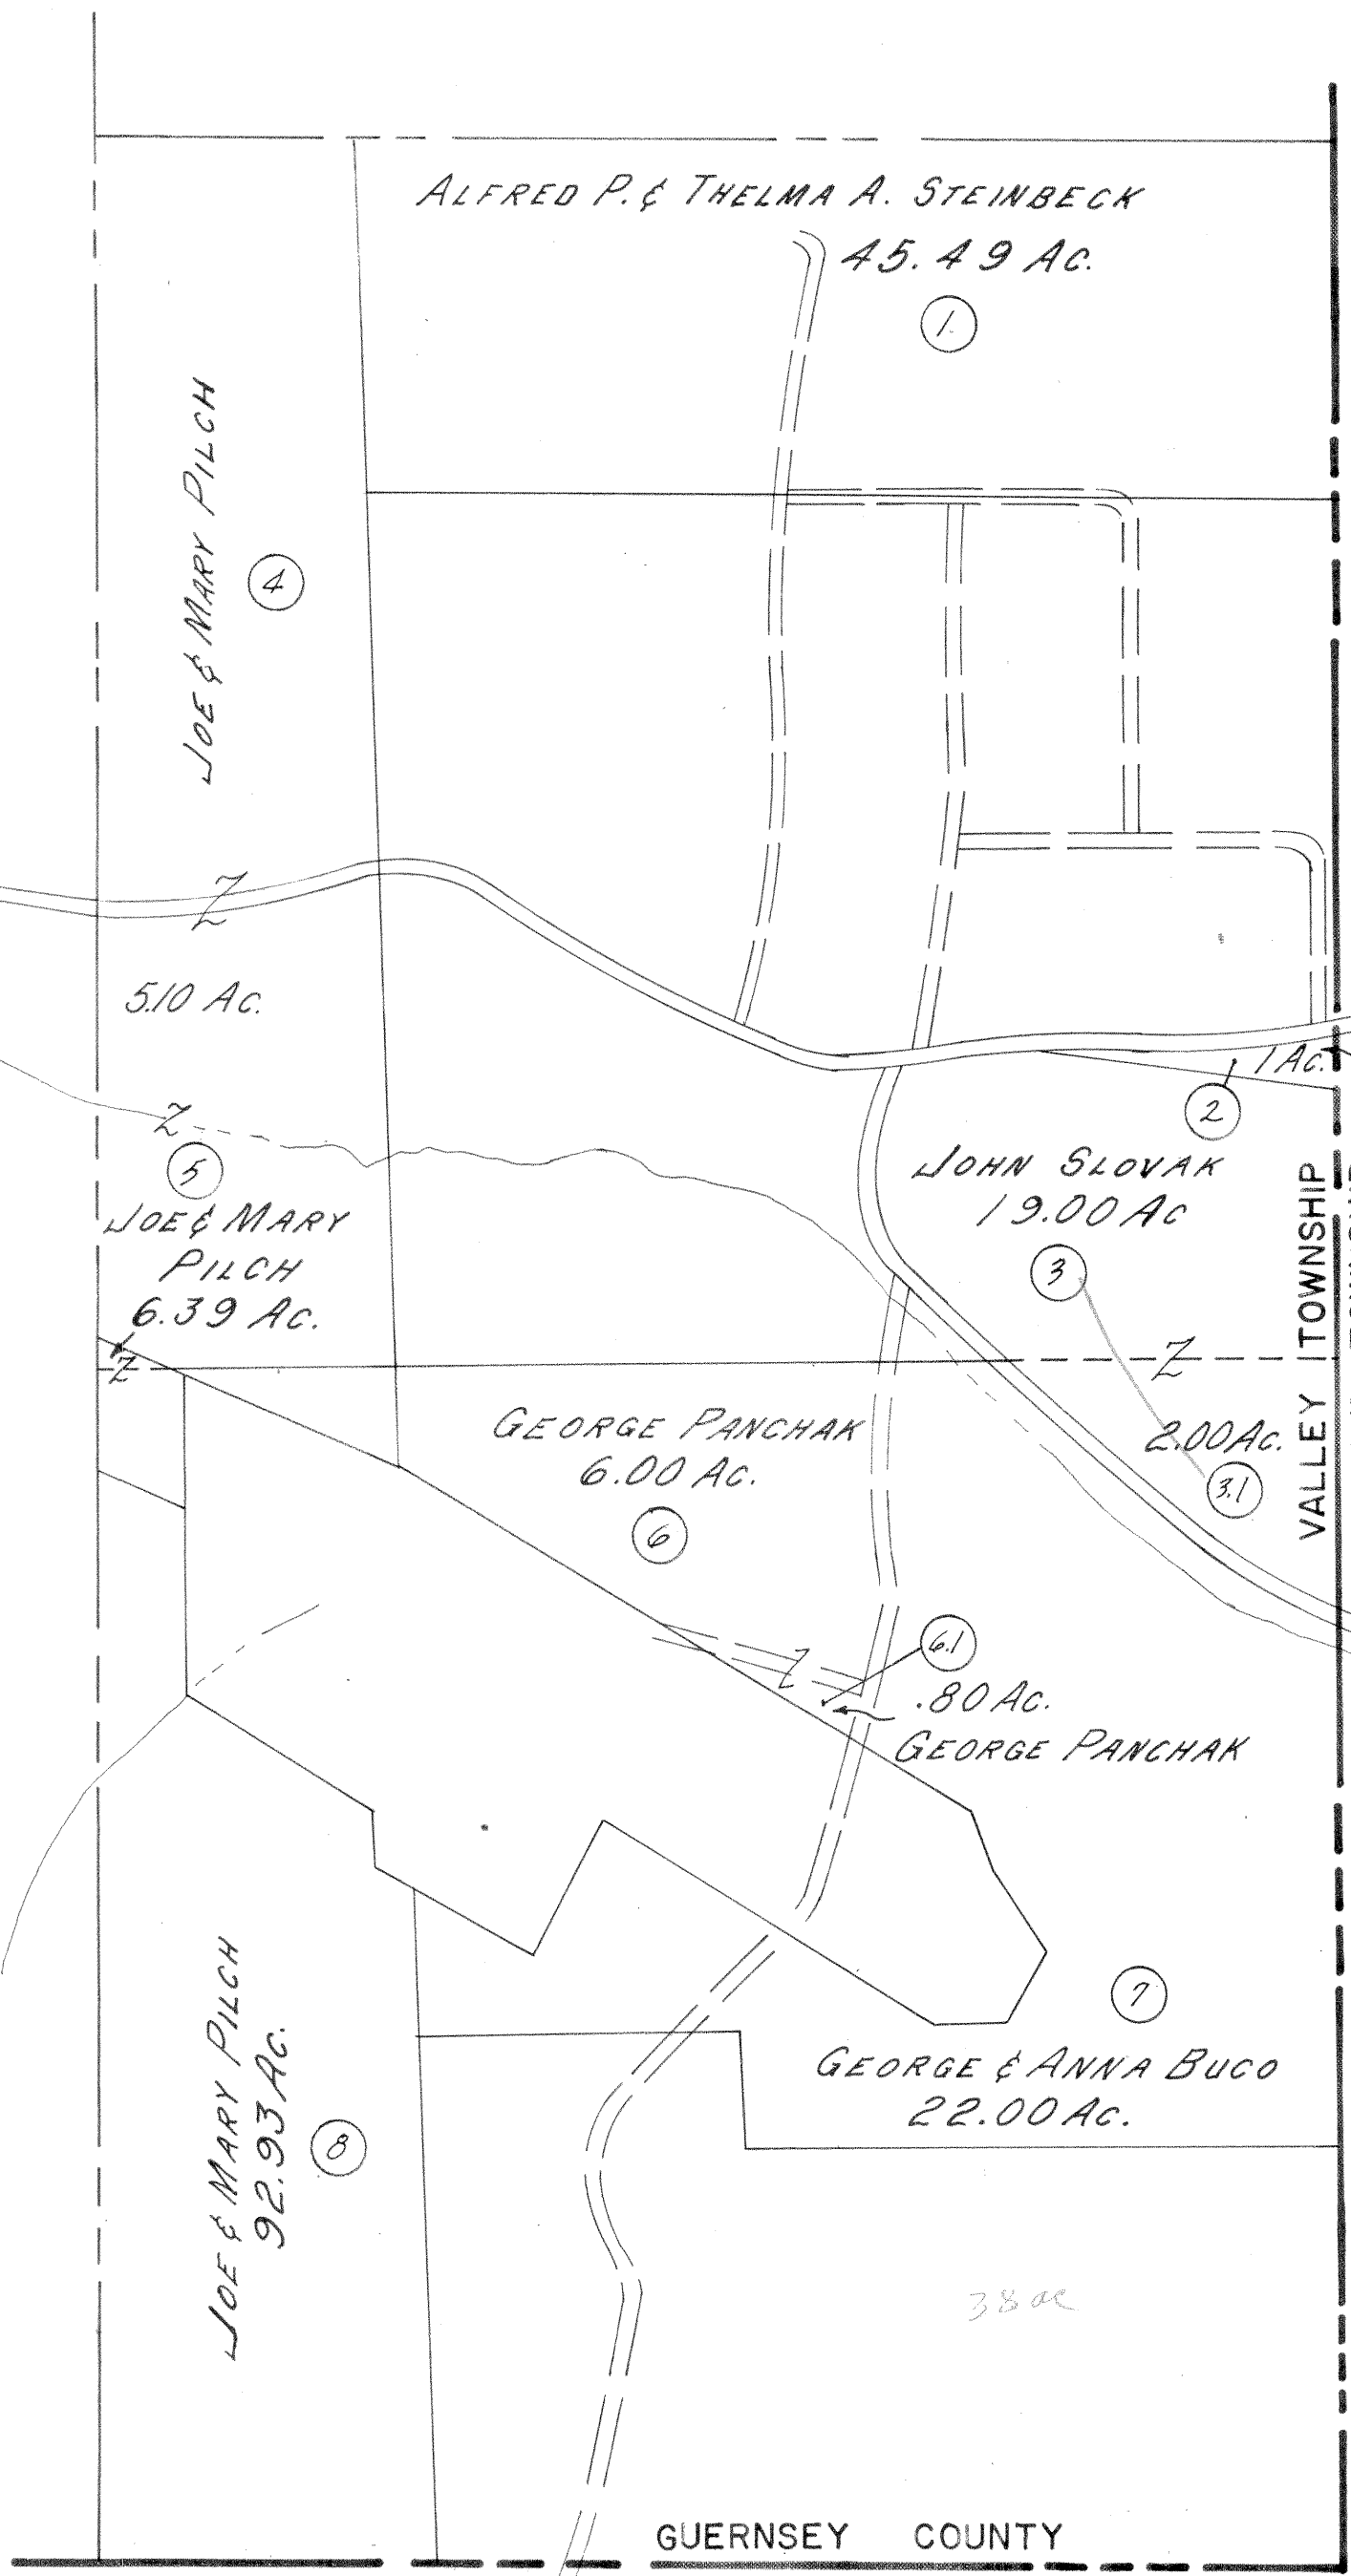 ALFRED P. & THELMA A. STEINBECK
45.49 AC.
1.
JOE & MARY PILCH
4
Z
5.10 AC.
1 AC.
2
Z
5
JOE & MARY
PILCH
6.39 AC.
Z
JOHN SLOVAK
19.00 AC
3
Z
2.00 AC.
3.1
VALLEY TOWNSHIP
GEORGE PANCHAK
6.00 AC.
6
6.1
Z
.80 AC.
GEORGE PANCHAK
7
GEORGE & ANNA BUCO
22.00 AC.
JOE & MARY PILCH
92.93 AC.
8
38 ac
GUERNSEY COUNTY